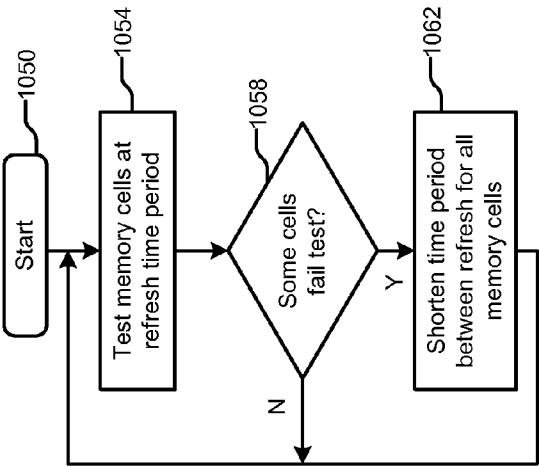 Start
1050
Test memory cells at
refresh time period
1054
Some cells
fail test?
1058
N
Y
Shorten time period
between refresh for all
memory cells
1062